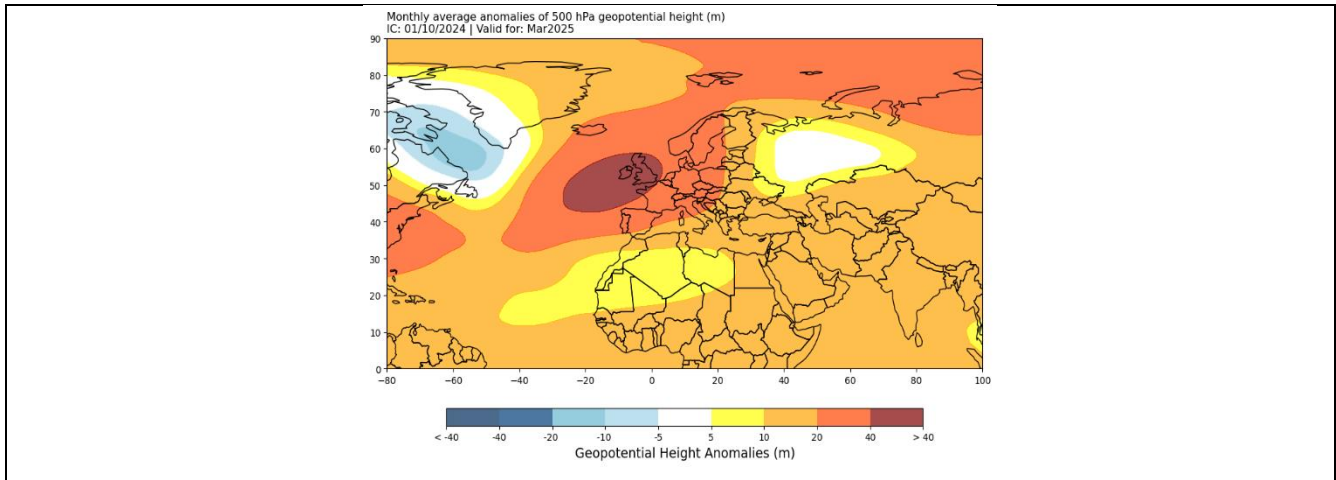 Monthly average anomalies of 500 hPa geopotential height (m)
IC: 01/10/2024 | Valid for: Mar2025
90
80
70
60
50
40
30
20
10
0
−80 −60 −40 −20 0 20 40 60 80 100
< -40 -40 -20 -10 -5 5 10 20 40 > 40
Geopotential Height Anomalies (m)